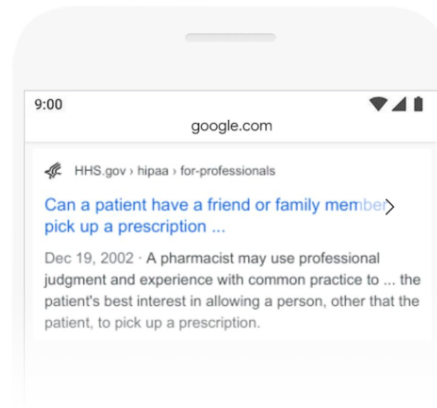 9:00
google.com
HHS.gov › hipaa › for-professionals
Can a patient have a friend or family member
pick up a prescription ...
Dec 19, 2002 · A pharmacist may use professional
judgment and experience with common practice to ... the
patient's best interest in allowing a person, other that the
patient, to pick up a prescription.